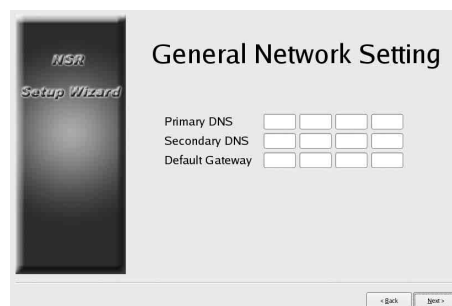 NSR
Setup Wizard
General Network Setting
Primary DNS
Secondary DNS
Default Gateway
< Back
Next >